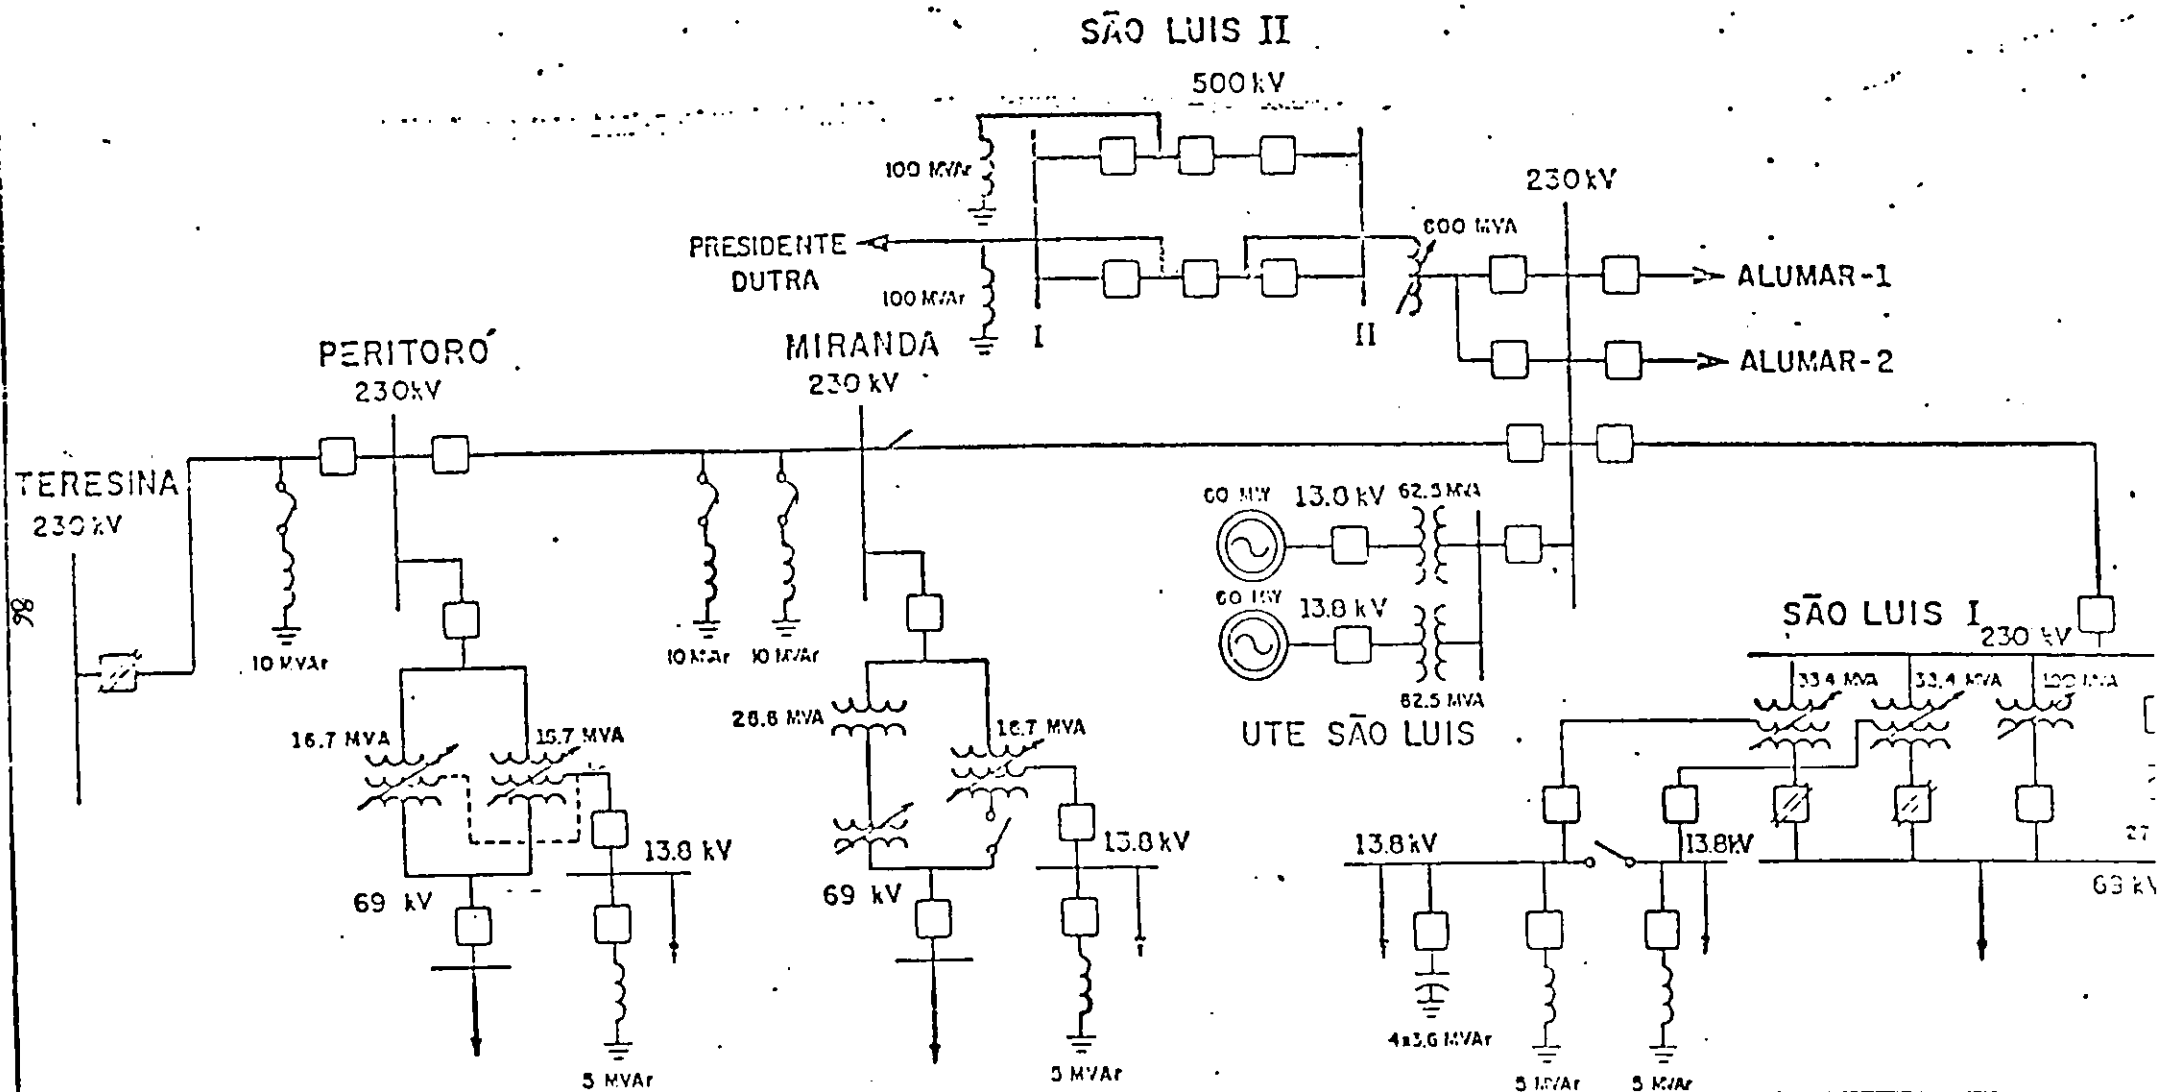 SÃO LUIS II
500 kV
100 MVAr
230 kV
600 MVA
PRESIDENTE
DUTRA
ALUMAR-1
100 MVAr
I
II
PERITORÓ
230kV
MIRANDA
230 kV
ALUMAR-2
TERESINA
230 kV
60 MW
13.8 kV
62.5 MVA
60 MW
13.8 kV
62.5 MVA
UTE SÃO LUIS
SÃO LUIS I
230 kV
98
10 MVAr
10 MVAr
10 MVAr
33.4 MVA
33.4 MVA
100 MVA
16.7 MVA
16.7 MVA
26.6 MVA
16.7 MVA
13.8 kV
69 kV
13.8 kV
69 kV
13.8 kV
13.8kV
27
69 kV
5 MVAr
5 MVAr
4x3,6 MVAr
5 MVAr
5 MVAr